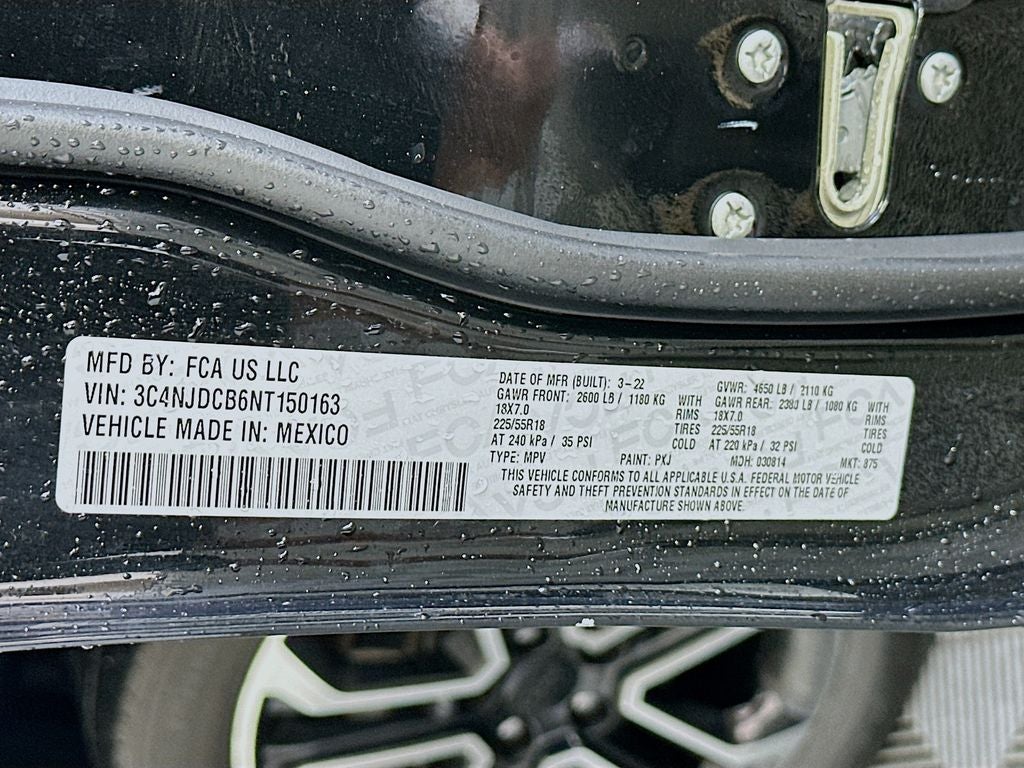 MFD BY: FCA US LLC
VIN: 3C4NJDCB6NT150163
VEHICLE MADE IN: MEXICO
DATE OF MFR (BUILT): 3-22
GVWR: 4650 LB / 2110 KG
GAWR FRONT: 2600 LB / 1180 KG WITH
18X7.0 RIMS
225/55R18 TIRES
AT 240 kPa / 35 PSI COLD
GAWR REAR: 2380 LB / 1080 KG WITH
18X7.0 RIMS
225/55R18 TIRES
AT 220 kPa / 32 PSI COLD
TYPE: MPV PAINT: PXJ MDH: 030814 MKT: 875
THIS VEHICLE CONFORMS TO ALL APPLICABLE U.S.A. FEDERAL MOTOR VEHICLE
SAFETY AND THEFT PREVENTION STANDARDS IN EFFECT ON THE DATE OF
MANUFACTURE SHOWN ABOVE.